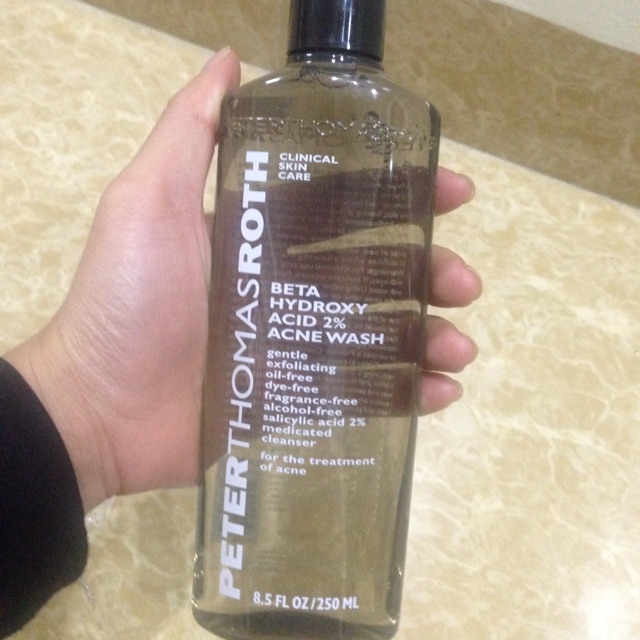 CLINICAL
SKIN
CARE
PETERTHOMASROTH
BETA
HYDROXY
ACID 2%
ACNE WASH
gentle
exfoliating
oil-free
dye-free
fragrance-free
alcohol-free
salicylic acid 2%
medicated
cleanser
for the treatment
of acne
8.5 FL OZ/250 ML